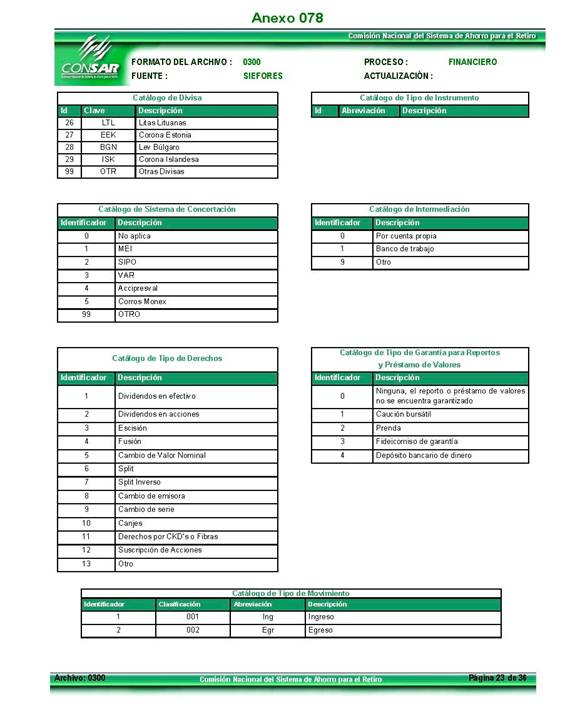 Anexo 078
Comisión Nacional del Sistema de Ahorro para el Retiro
CONSAR
FORMATO DEL ARCHIVO : 0300 PROCESO : FINANCIERO
FUENTE : SIEFORES ACTUALIZACIÒN :
Catálogo de Divisa
Id Clave Descripción
26 LTL Litas Lituanas
27 EEK Corona Estonia
28 BGN Lev Búlgaro
29 ISK Corona Islandesa
99 OTR Otras Divisas
Catálogo de Tipo de Instrumento
Id Abreviación Descripción
Catálogo de Sistema de Concertación
Identificador Descripción
0 No aplica
1 MEI
2 SIPO
3 VAR
4 Accipresval
5 Corros Monex
99 OTRO
Catálogo de Intermediación
Identificador Descripción
0 Por cuenta propia
1 Banco de trabajo
9 Otro
Catálogo de Tipo de Derechos
Identificador Descripción
1 Dividendos en efectivo
2 Dividendos en acciones
3 Escisión
4 Fusión
5 Cambio de Valor Nominal
6 Split
7 Split Inverso
8 Cambio de emisora
9 Cambio de serie
10 Canjes
11 Derechos por CKD's o Fibras
12 Suscripción de Acciones
13 Otro
Catálogo de Tipo de Garantía para Reportos
y Préstamo de Valores
Identificador Descripción
0 Ninguna, el reporto o préstamo de valores
no se encuentra garantizado
1 Caución bursátil
2 Prenda
3 Fideicomiso de garantía
4 Depósito bancario de dinero
Catálogo de Tipo de Movimiento
Identificador Clasificación Abreviación Descripción
1 001 Ing Ingreso
2 002 Egr Egreso
Archivo: 0300 Comisión Nacional del Sistema de Ahorro para el Retiro Página 23 de 36